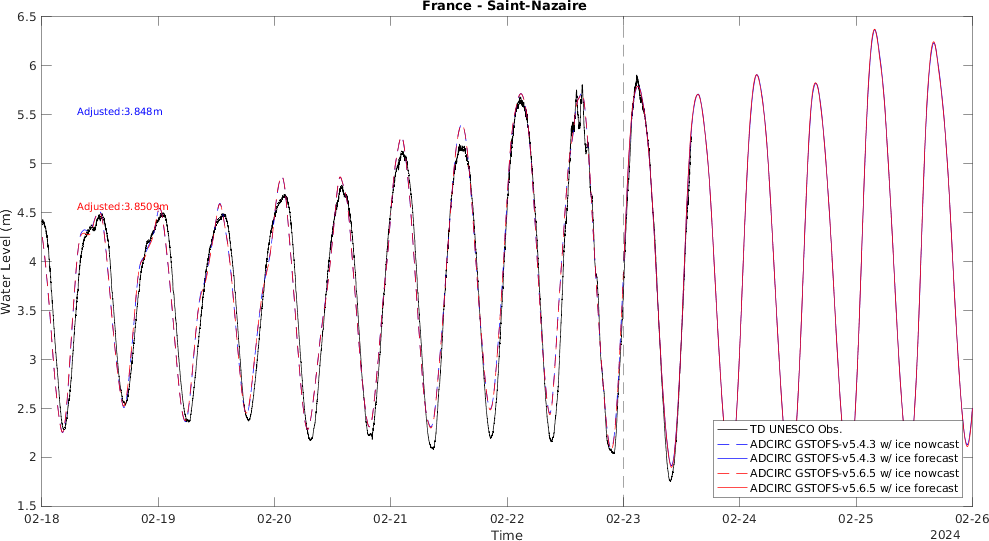 France - Saint-Nazaire
6.5
6
5.5
5
4.5
4
3.5
3
2.5
2
1.5
Water Level (m)
Adjusted:3.848m
Adjusted:3.8509m
TD UNESCO Obs.
ADCIRC GSTOFS-v5.4.3 w/ ice nowcast
ADCIRC GSTOFS-v5.4.3 w/ ice forecast
ADCIRC GSTOFS-v5.6.5 w/ ice nowcast
ADCIRC GSTOFS-v5.6.5 w/ ice forecast
02-18 02-19 02-20 02-21 02-22 02-23 02-24 02-25 02-26
Time
2024